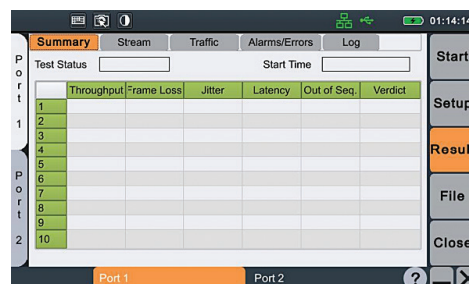 01:14:14
Summary Stream Traffic Alarms/Errors Log
Test Status Start Time
Throughput Frame Loss Jitter Latency Out of Seq. Verdict
1
2
3
4
5
6
7
8
9
10
Port 1
Port 2
Start
Setup
Resul
File
Close
Port 1 Port 2 ?